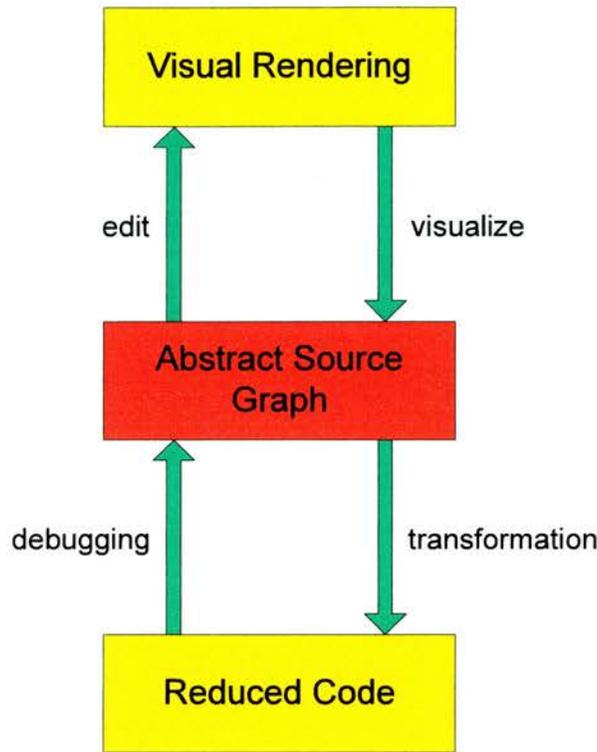 Visual Rendering
edit
visualize
Abstract Source
Graph
debugging
transformation
Reduced Code